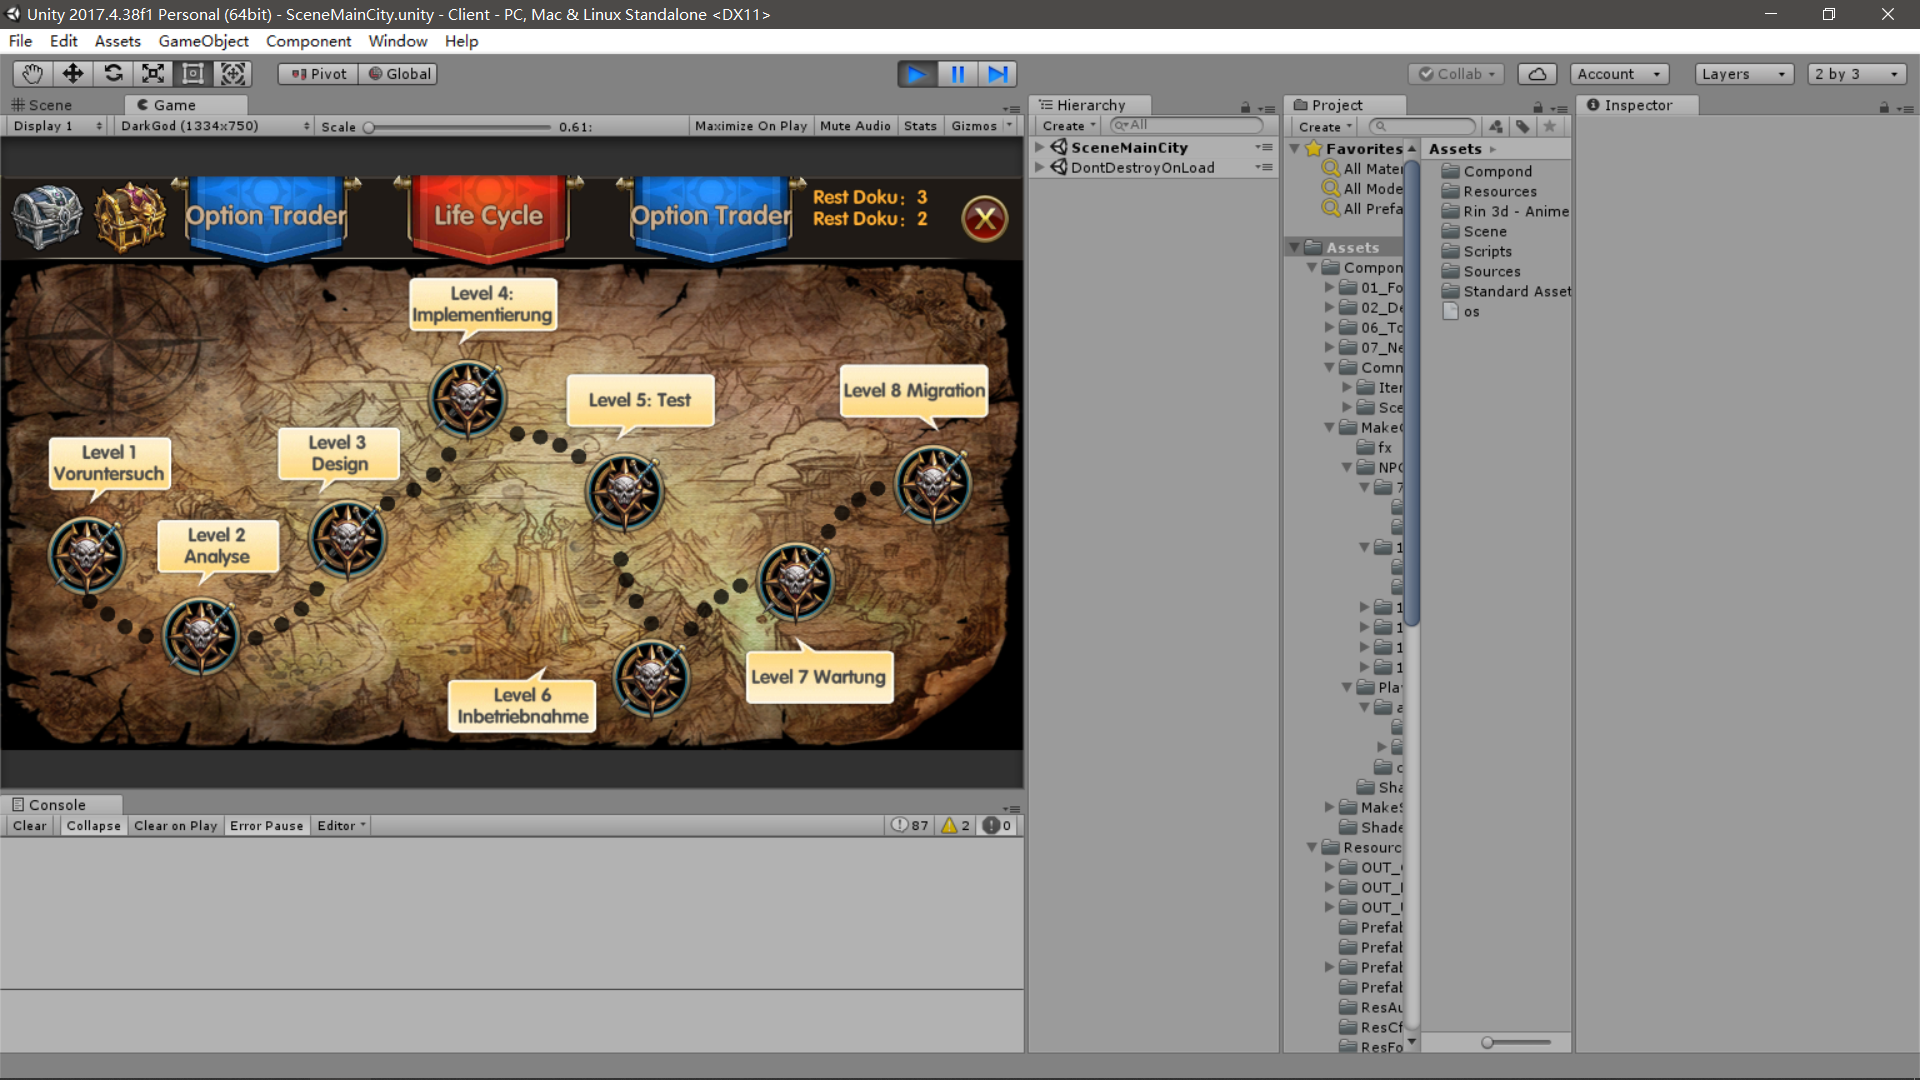 Unity 2017.4.38f1 Personal (64bit) - SceneMainCity.unity - Client - PC, Mac & Linux Standalone <DX11>
File Edit Assets GameObject Component Window Help
Pivot Global Collab Account Layers 2 by 3
Scene Game
Display 1 DarkGod (1334x750) Scale 0.61: Maximize On Play Mute Audio Stats Gizmos
Option Trader
Life Cycle
Option Trader
Rest Doku: 3
Rest Doku: 2
X
Level 4:
Implementierung
Level 5: Test
Level 8 Migration
Level 1
Voruntersuch
Level 3
Design
Level 2
Analyse
Level 7 Wartung
Level 6
Inbetriebnahme
Console
Clear Collapse Clear on Play Error Pause Editor 87 2 0
Hierarchy
Create All
SceneMainCity
DontDestroyOnLoad
Project
Create
Favorites
All Mater
All Mode
All Prefa
Assets
Compon
01_Fo
02_De
06_To
07_Ne
Comn
Iter
Sce
Make
fx
NPC
7
1
1
1
1
1
Pla
a
c
Sha
MakeS
Shade
Resourc
OUT_
OUT_
OUT_
Prefab
Prefab
Prefab
Prefab
ResAu
ResCf
ResFo
Assets
Compond
Resources
Rin 3d - Anime
Scene
Scripts
Sources
Standard Asset
os
Inspector